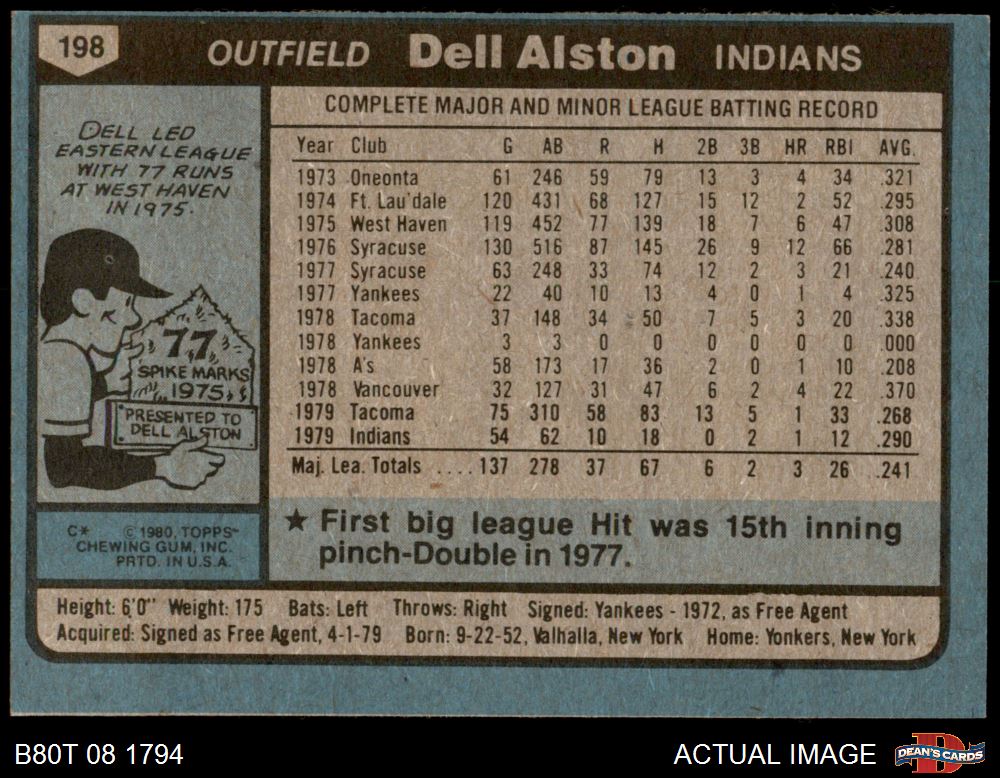 198 OUTFIELD Dell Alston INDIANS
DELL LED
EASTERN LEAGUE
WITH 77 RUNS
AT WEST HAVEN
IN 1975.
77
SPIKE MARKS
1975
PRESENTED TO
DELL ALSTON
C* © 1980, TOPPS
CHEWING GUM, INC.
PRTD. IN U.S.A.
COMPLETE MAJOR AND MINOR LEAGUE BATTING RECORD
Year Club G AB R H 2B 3B HR RBI AVG.
1973 Oneonta 61 246 59 79 13 3 4 34 .321
1974 Ft. Lau'dale 120 431 68 127 15 12 2 52 .295
1975 West Haven 119 452 77 139 18 7 6 47 .308
1976 Syracuse 130 516 87 145 26 9 12 66 .281
1977 Syracuse 63 248 33 74 12 2 3 21 .240
1977 Yankees 22 40 10 13 4 0 1 4 .325
1978 Tacoma 37 148 34 50 7 5 3 20 .338
1978 Yankees 3 3 0 0 0 0 0 0 .000
1978 A's 58 173 17 36 2 0 1 10 .208
1978 Vancouver 32 127 31 47 6 2 4 22 .370
1979 Tacoma 75 310 58 83 13 5 1 33 .268
1979 Indians 54 62 10 18 0 2 1 12 .290
Maj. Lea. Totals .... 137 278 37 67 6 2 3 26 .241
★ First big league Hit was 15th inning
pinch-Double in 1977.
Height: 6'0" Weight: 175 Bats: Left Throws: Right Signed: Yankees - 1972, as Free Agent
Acquired: Signed as Free Agent, 4-1-79 Born: 9-22-52, Valhalla, New York Home: Yonkers, New York
B80T 08 1794 ACTUAL IMAGE DEAN'S CARDS